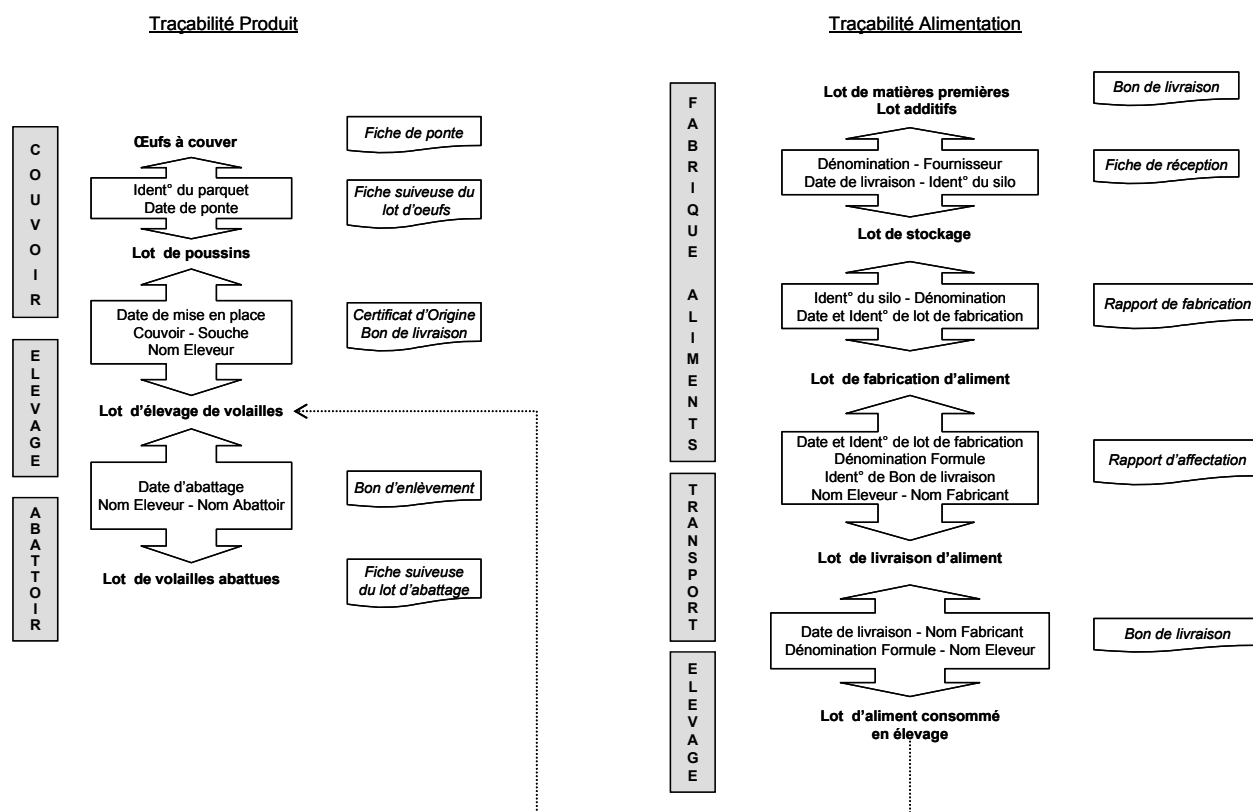 Traçabilité Produit
COUVOIR
Œufs à couver
Fiche de ponte
Ident° du parquet
Date de ponte
Fiche suiveuse du
lot d'oeufs
Lot de poussins
Date de mise en place
Couvoir - Souche
Nom Eleveur
Certificat d'Origine
Bon de livraison
ELEVAGE
Lot d'élevage de volailles
Date d'abattage
Nom Eleveur - Nom Abattoir
Bon d'enlèvement
ABATTOIR
Lot de volailles abattues
Fiche suiveuse
du lot d'abattage
Traçabilité Alimentation
FABRIQUE ALIMENTS
Lot de matières premières
Lot additifs
Bon de livraison
Dénomination - Fournisseur
Date de livraison - Ident° du silo
Fiche de réception
Lot de stockage
Ident° du silo - Dénomination
Date et Ident° de lot de fabrication
Rapport de fabrication
Lot de fabrication d'aliment
Date et Ident° de lot de fabrication
Dénomination Formule
Ident° de Bon de livraison
Nom Eleveur - Nom Fabricant
Rapport d'affectation
TRANSPORT
Lot de livraison d'aliment
Date de livraison - Nom Fabricant
Dénomination Formule - Nom Eleveur
Bon de livraison
ELEVAGE
Lot d'aliment consommé
en élevage